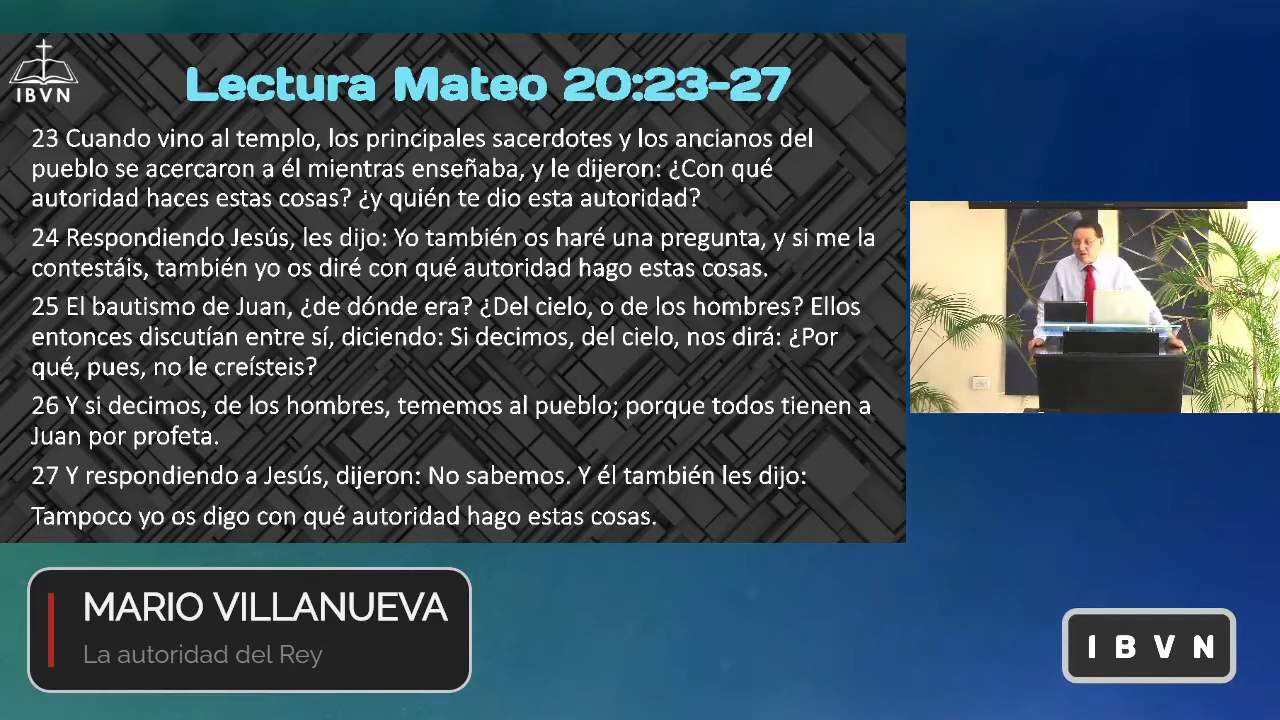 IBVN
Lectura Mateo 20:23-27
23 Cuando vino al templo, los principales sacerdotes y los ancianos del
pueblo se acercaron a él mientras enseñaba, y le dijeron: ¿Con qué
autoridad haces estas cosas? ¿y quién te dio esta autoridad?
24 Respondiendo Jesús, les dijo: Yo también os haré una pregunta, y si me la
contestáis, también yo os diré con qué autoridad hago estas cosas.
25 El bautismo de Juan, ¿de dónde era? ¿Del cielo, o de los hombres? Ellos
entonces discutían entre sí, diciendo: Si decimos, del cielo, nos dirá: ¿Por
qué, pues, no le creísteis?
26 Y si decimos, de los hombres, tememos al pueblo; porque todos tienen a
Juan por profeta.
27 Y respondiendo a Jesús, dijeron: No sabemos. Y él también les dijo:
Tampoco yo os digo con qué autoridad hago estas cosas.
MARIO VILLANUEVA
La autoridad del Rey
IBVN